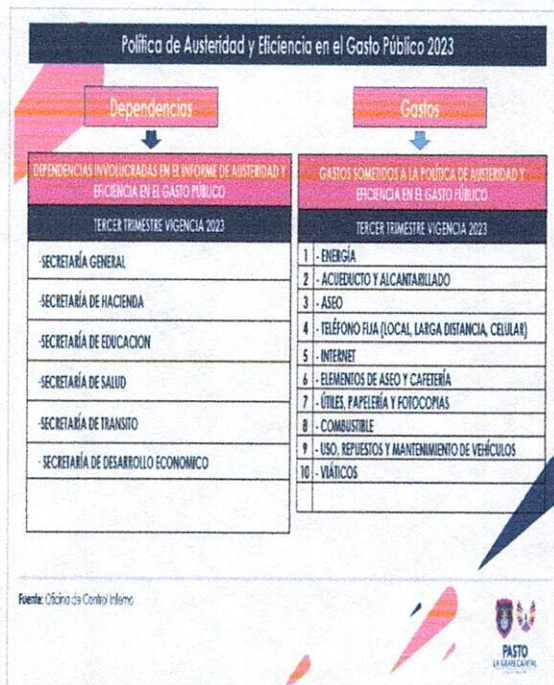 Política de Austeridad y Eficiencia en el Gasto Público 2023
Dependencias
DEPENDENCIAS INVOLUCRADAS EN EL INFORME DE AUSTERIDAD Y
EFICIENCIA EN EL GASTO PÚBLICO
TERCER TRIMESTRE VIGENCIA 2023
-SECRETARÍA GENERAL
-SECRETARÍA DE HACIENDA
-SECRETARÍA DE EDUCACION
-SECRETARÍA DE SALUD
-SECRETARÍA DE TRANSITO
- SECRETARÍA DE DESARROLLO ECONOMICO
Gastos
GASTOS SOMETIDOS A LA POLÍTICA DE AUSTERIDAD Y
EFICIENCIA EN EL GASTO PÚBLICO
TERCER TRIMESTRE VIGENCIA 2023
1 - ENERGÍA
2 - ACUEDUCTO Y ALCANTARILLADO
3 - ASEO
4 - TELÉFONO FIJA (LOCAL, LARGA DISTANCIA, CELULAR)
5 - INTERNET
6 - ELEMENTOS DE ASEO Y CAFETERÍA
7 - ÚTILES, PAPELERÍA Y FOTOCOPIAS
8 - COMBUSTIBLE
9 - USO, REPUESTOS Y MANTENIMIENTO DE VEHÍCULOS
10 - VIÁTICOS
Fuente: Oficina de Control Interno
PASTO
LA GRAN CAPITAL